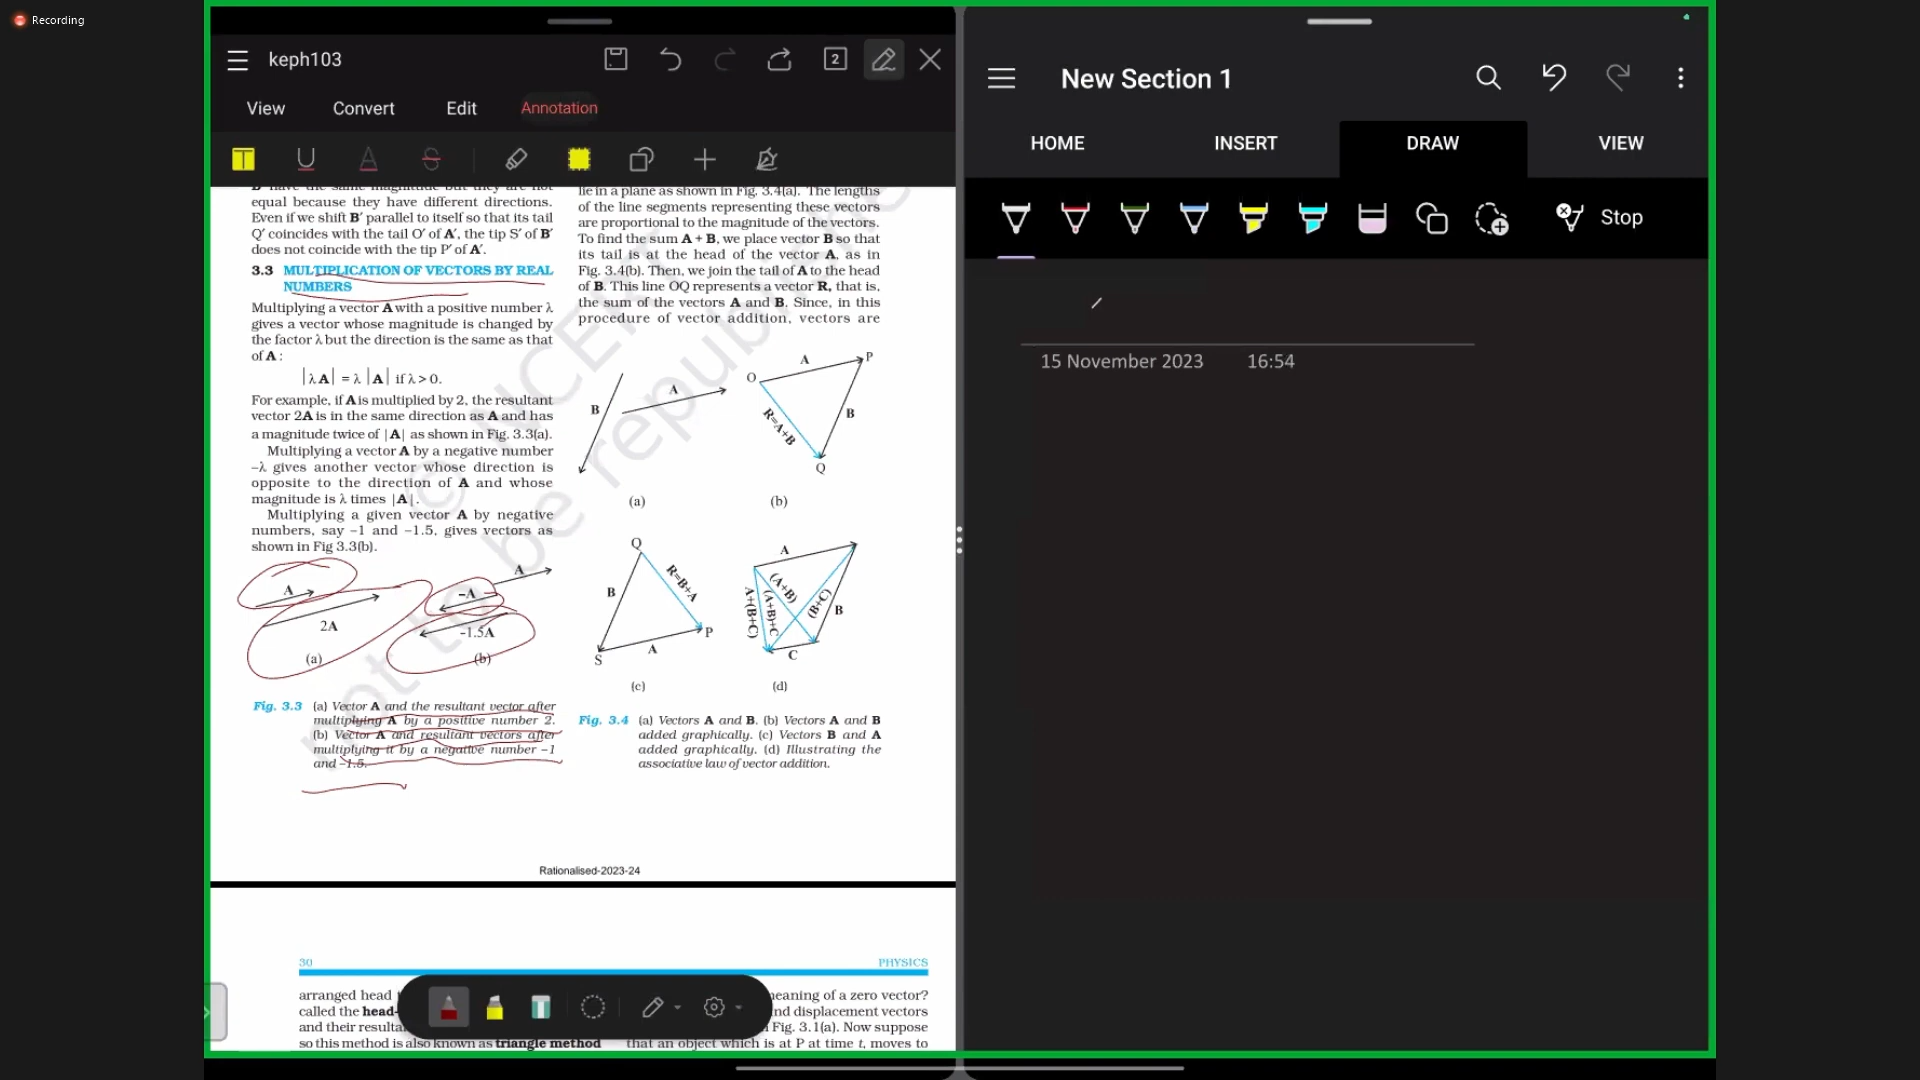 Recording
keph103
2
View Convert Edit Annotation
equal because they have different directions.
Even if we shift B′ parallel to itself so that its tail
Q′ coincides with the tail O′ of A′, the tip S′ of B′
does not coincide with the tip P′ of A′.
3.3 MULTIPLICATION OF VECTORS BY REAL
NUMBERS
Multiplying a vector A with a positive number λ
gives a vector whose magnitude is changed by
the factor λ but the direction is the same as that
of A :
|λ A| = λ |A| if λ > 0.
For example, if A is multiplied by 2, the resultant
vector 2A is in the same direction as A and has
a magnitude twice of |A| as shown in Fig. 3.3(a).
Multiplying a vector A by a negative number
−λ gives another vector whose direction is
opposite to the direction of A and whose
magnitude is λ times |A|.
Multiplying a given vector A by negative
numbers, say −1 and −1.5, gives vectors as
shown in Fig 3.3(b).
A
2A
(a)
A
−A
−1.5A
(b)
Fig. 3.3 (a) Vector A and the resultant vector after
multiplying A by a positive number 2.
(b) Vector A and resultant vectors after
multiplying it by a negative number −1
and −1.5.
lie in a plane as shown in Fig. 3.4(a). The lengths
of the line segments representing these vectors
are proportional to the magnitude of the vectors.
To find the sum A + B, we place vector B so that
its tail is at the head of the vector A, as in
Fig. 3.4(b). Then, we join the tail of A to the head
of B. This line OQ represents a vector R, that is,
the sum of the vectors A and B. Since, in this
procedure of vector addition, vectors are
B
A
(a)
O
A
P
B
R=A+B
Q
(b)
Q
B
R=B+A
P
S
A
(c)
A
(A+B)
(B+C)
B
A+(B+C)
(A+B)+C
C
(d)
Fig. 3.4 (a) Vectors A and B. (b) Vectors A and B
added graphically. (c) Vectors B and A
added graphically. (d) Illustrating the
associative law of vector addition.
© NCERT
not to be republished
Rationalised-2023-24
30 PHYSICS
arranged head
called the head-
and their resulta
so this method is also known as triangle method
meaning of a zero vector?
nd displacement vectors
Fig. 3.1(a). Now suppose
that an object which is at P at time t, moves to
New Section 1
HOME INSERT DRAW VIEW
Stop
15 November 2023 16:54